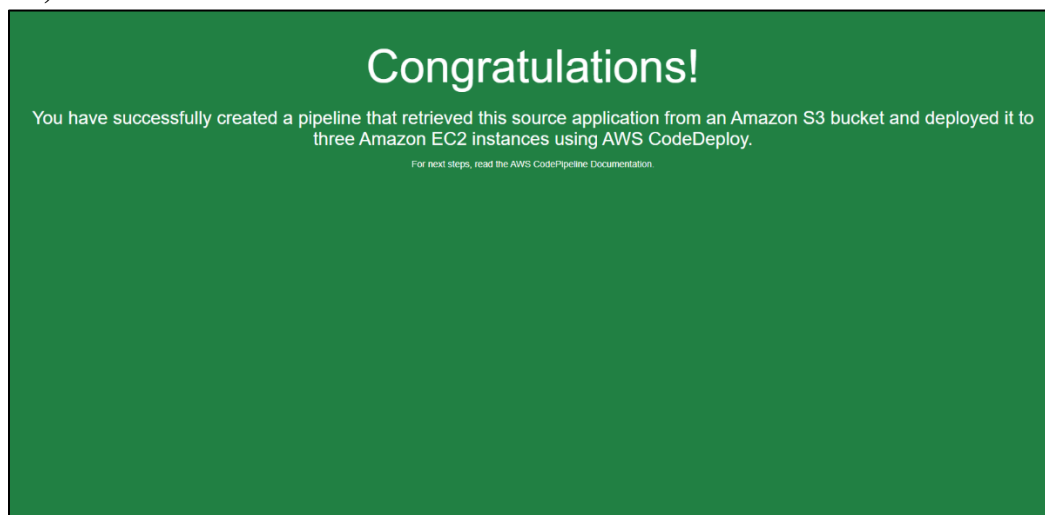 Congratulations!
You have successfully created a pipeline that retrieved this source application from an Amazon S3 bucket and deployed it to
three Amazon EC2 instances using AWS CodeDeploy.
For next steps, read the AWS CodePipeline Documentation.